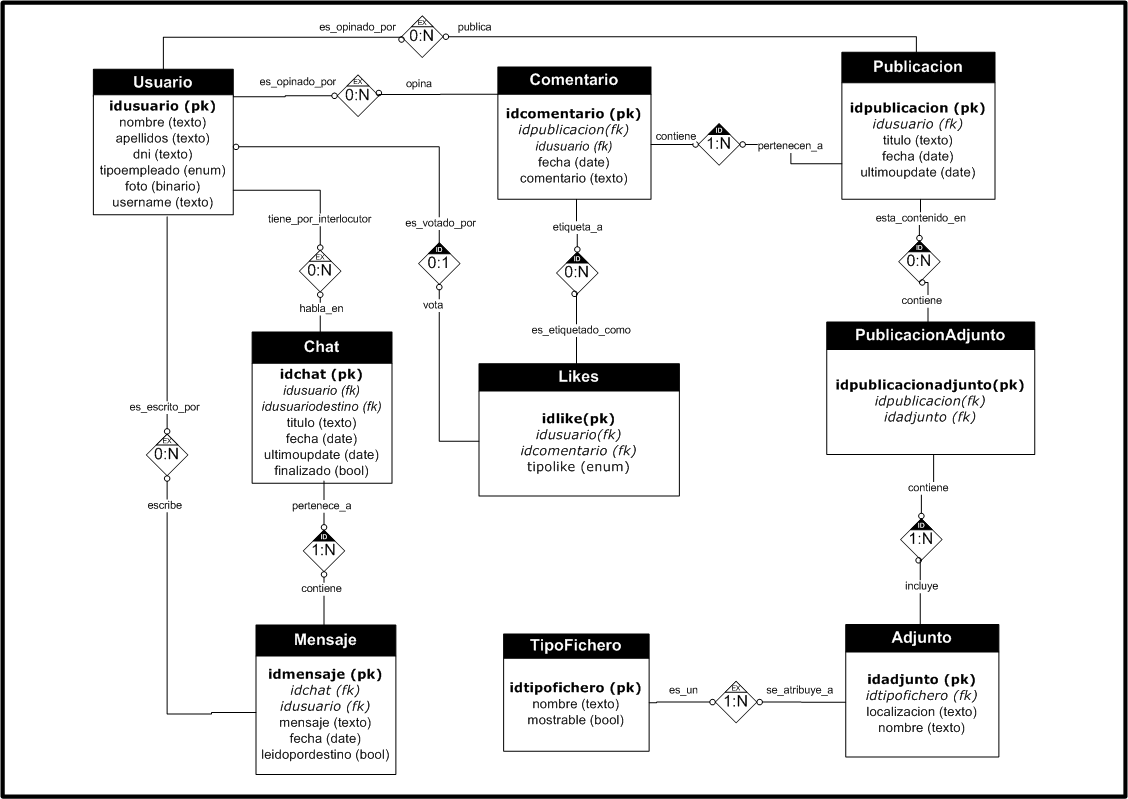 es_opinado_por
EX
0:N
publica
Usuario
idusuario (pk)
nombre (texto)
apellidos (texto)
dni (texto)
tipoempleado (enum)
foto (binario)
username (texto)
es_opinado_por
EX
0:N
opina
Comentario
idcomentario (pk)
idpublicacion(fk)
idusuario (fk)
fecha (date)
comentario (texto)
contiene
ID
1:N
pertenecen_a
Publicacion
idpublicacion (pk)
idusuario (fk)
titulo (texto)
fecha (date)
ultimoupdate (date)
tiene_por_interlocutor
EX
0:N
habla_en
es_votado_por
ID
0:1
vota
etiqueta_a
ID
0:N
es_etiquetado_como
esta_contenido_en
ID
0:N
contiene
Chat
idchat (pk)
idusuario (fk)
idusuariodestino (fk)
titulo (texto)
fecha (date)
ultimoupdate (date)
finalizado (bool)
Likes
idlike(pk)
idusuario(fk)
idcomentario (fk)
tipolike (enum)
PublicacionAdjunto
idpublicacionadjunto(pk)
idpublicacion(fk)
idadjunto (fk)
es_escrito_por
EX
0:N
escribe
pertenece_a
ID
1:N
contiene
contiene
ID
1:N
incluye
Mensaje
idmensaje (pk)
idchat (fk)
idusuario (fk)
mensaje (texto)
fecha (date)
leidopordestino (bool)
TipoFichero
idtipofichero (pk)
nombre (texto)
mostrable (bool)
es_un
EX
1:N
se_atribuye_a
Adjunto
idadjunto (pk)
idtipofichero (fk)
localizacion (texto)
nombre (texto)